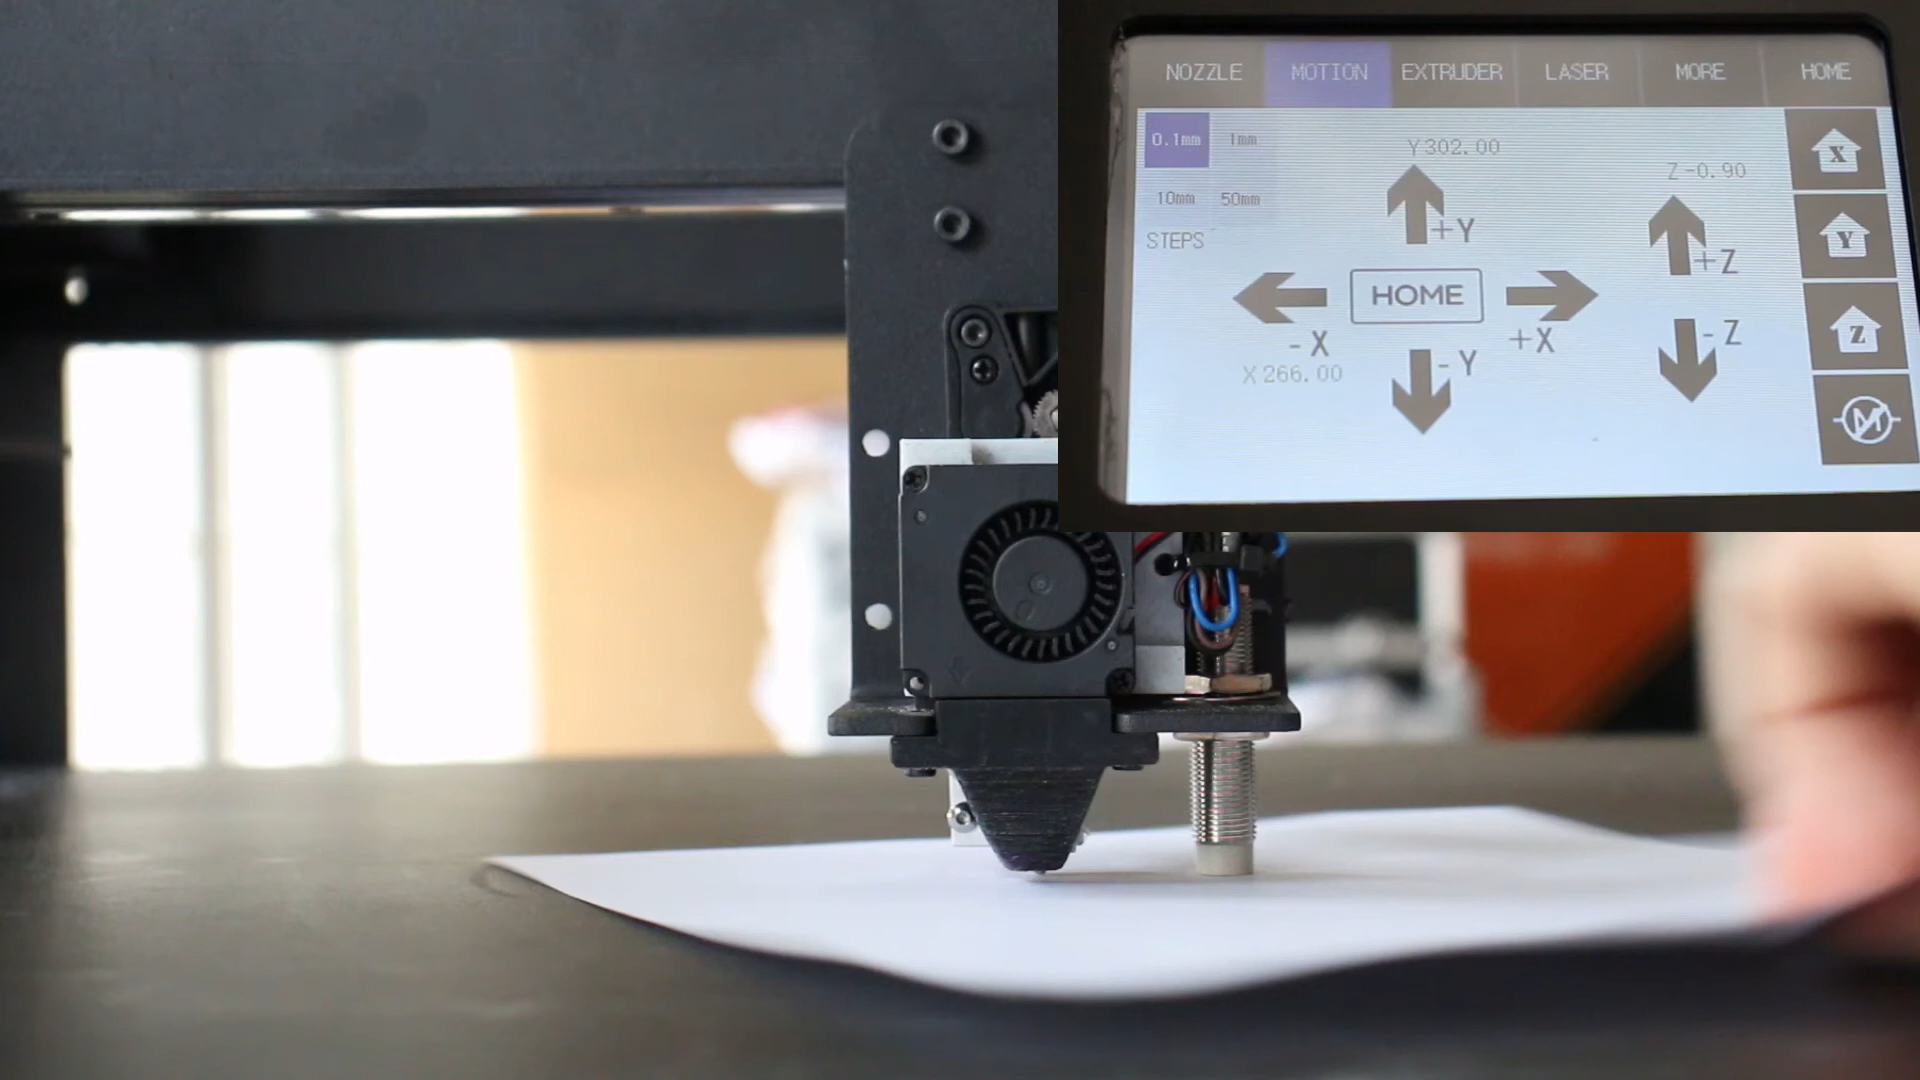 NOZZLE MOTION EXTRUDER LASER MORE HOME
0.1mm 1mm
10mm 50mm
STEPS
Y 302.00
+Y
Z -0.90
+Z
HOME
- X
+X
X 266.00
- Y
- Z
X
Y
Z
M